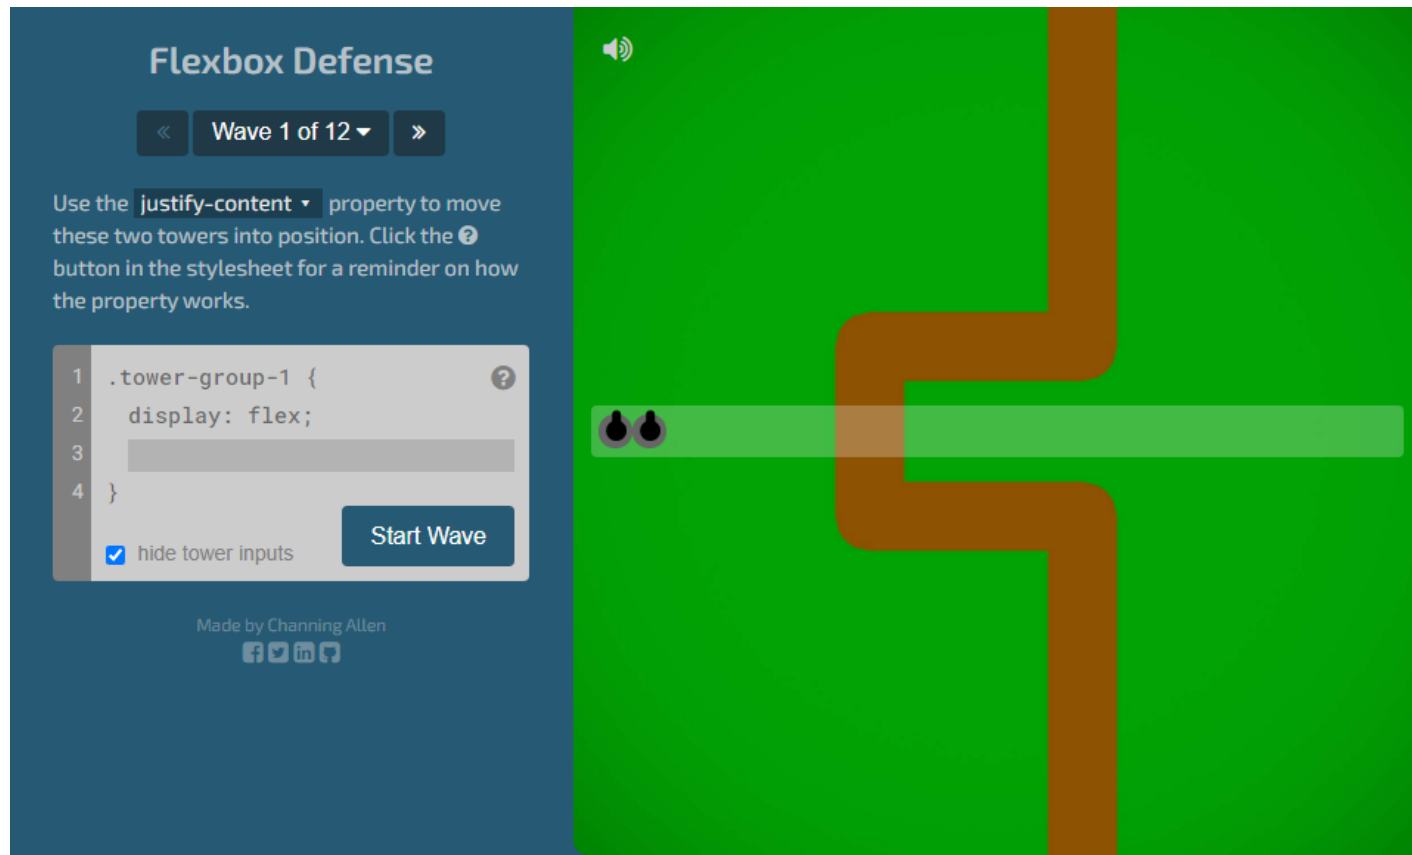 Flexbox Defense
« Wave 1 of 12 »
Use the justify-content property to move
these two towers into position. Click the ?
button in the stylesheet for a reminder on how
the property works.
1 .tower-group-1 { ?
2 display: flex;
3
4 }
hide tower inputs
Start Wave
Made by Channing Allen